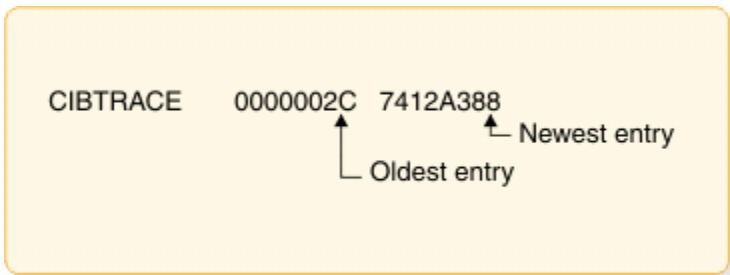 CIBTRACE 0000002C 7412A388
Newest entry
Oldest entry